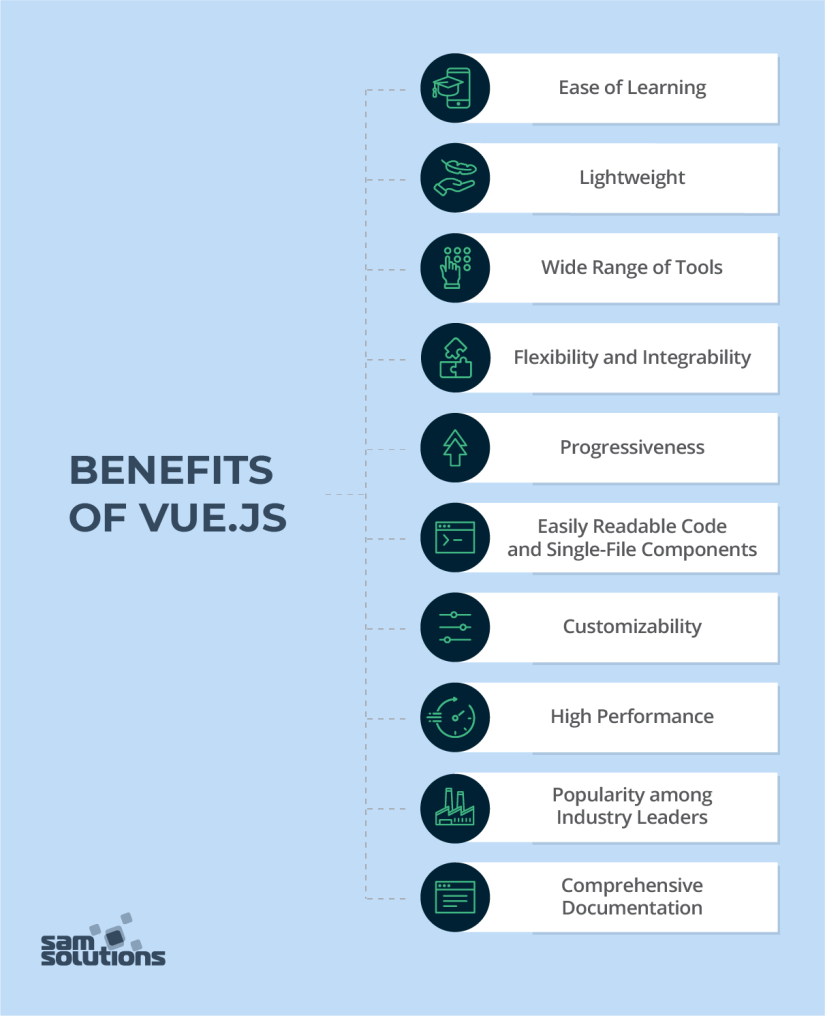 BENEFITS
OF VUE.JS
Ease of Learning
Lightweight
Wide Range of Tools
Flexibility and Integrability
Progressiveness
Easily Readable Code
and Single-File Components
Customizability
High Performance
Popularity among
Industry Leaders
Comprehensive
Documentation
sam
solutions